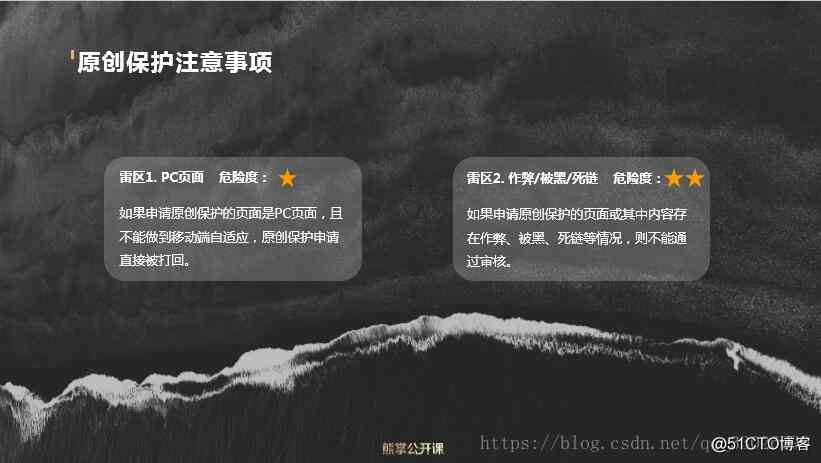 原创保护注意事项
雷区1. PC页面 危险度：★
如果申请原创保护的页面是PC页面，且
不能做到移动端自适应，原创保护申请
直接被打回。
雷区2. 作弊/被黑/死链 危险度：★★
如果申请原创保护的页面或其中内容存
在作弊、被黑、死链等情况，则不能通
过审核。
熊掌公开课
https://blog.csdn.net/q
@51CTO博客